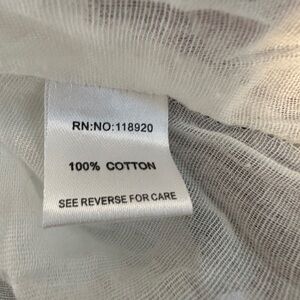 RN:NO:118920
100% COTTON
SEE REVERSE FOR CARE